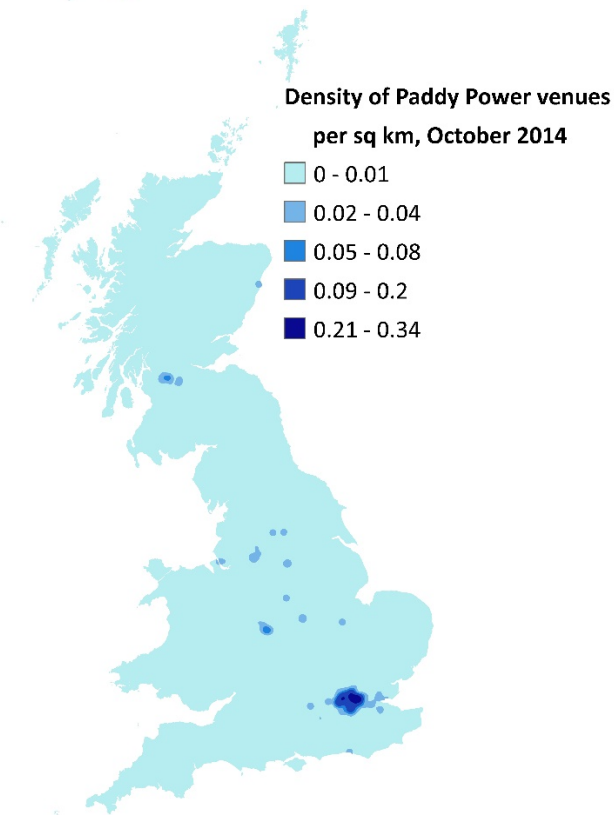 Density of Paddy Power venues
per sq km, October 2014
0 - 0.01
0.02 - 0.04
0.05 - 0.08
0.09 - 0.2
0.21 - 0.34